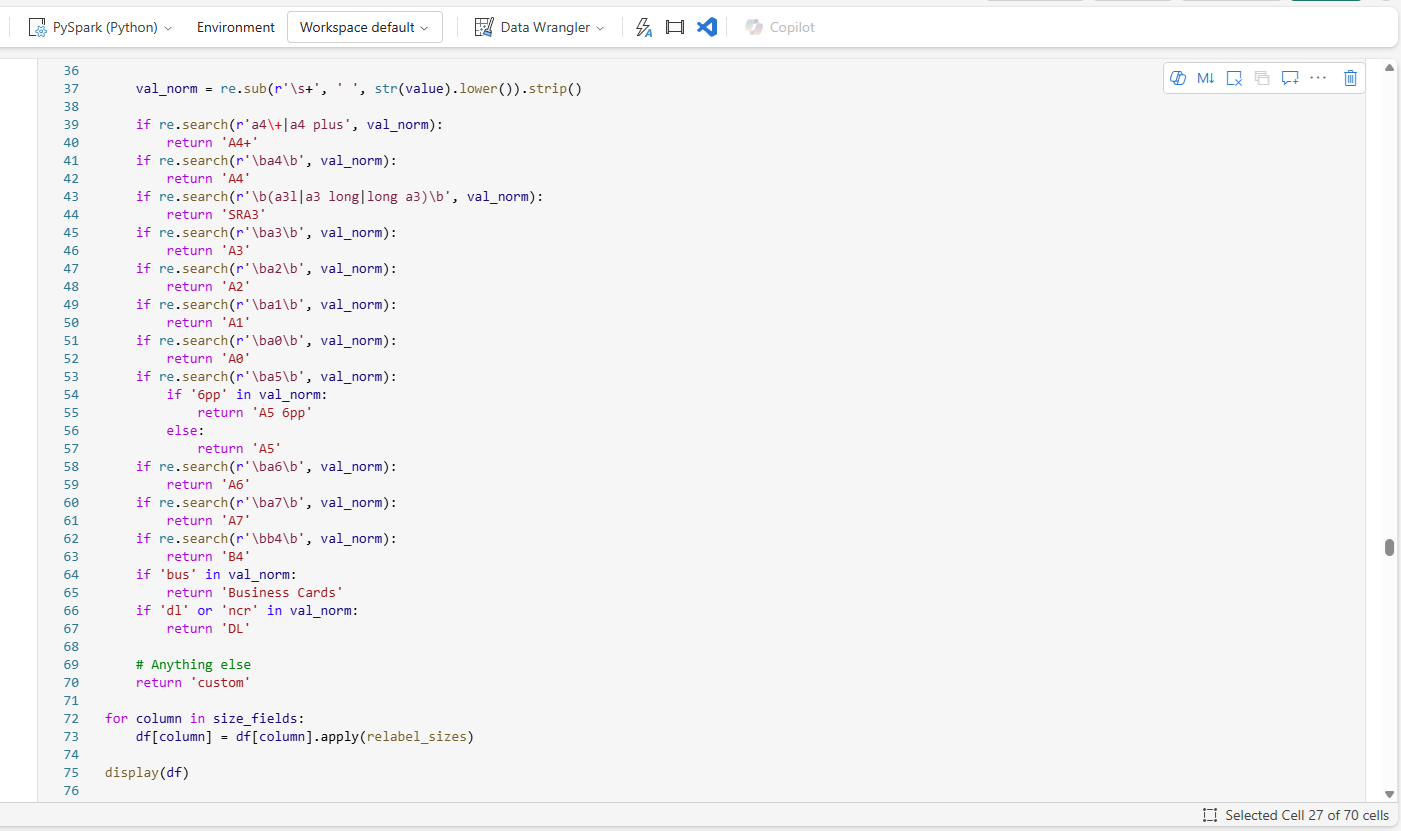 PySpark (Python) Environment Workspace default Data Wrangler Copilot
36
M↓ ...
37     val_norm = re.sub(r'\s+', ' ', str(value).lower()).strip()
38
39     if re.search(r'a4\+|a4 plus', val_norm):
40         return 'A4+'
41     if re.search(r'\ba4\b', val_norm):
42         return 'A4'
43     if re.search(r'\b(a3l|a3 long|long a3)\b', val_norm):
44         return 'SRA3'
45     if re.search(r'\ba3\b', val_norm):
46         return 'A3'
47     if re.search(r'\ba2\b', val_norm):
48         return 'A2'
49     if re.search(r'\ba1\b', val_norm):
50         return 'A1'
51     if re.search(r'\ba0\b', val_norm):
52         return 'A0'
53     if re.search(r'\ba5\b', val_norm):
54         if '6pp' in val_norm:
55             return 'A5 6pp'
56         else:
57             return 'A5'
58     if re.search(r'\ba6\b', val_norm):
59         return 'A6'
60     if re.search(r'\ba7\b', val_norm):
61         return 'A7'
62     if re.search(r'\bb4\b', val_norm):
63         return 'B4'
64     if 'bus' in val_norm:
65         return 'Business Cards'
66     if 'dl' or 'ncr' in val_norm:
67         return 'DL'
68
69     # Anything else
70     return 'custom'
71
72 for column in size_fields:
73     df[column] = df[column].apply(relabel_sizes)
74
75 display(df)
76
Selected Cell 27 of 70 cells